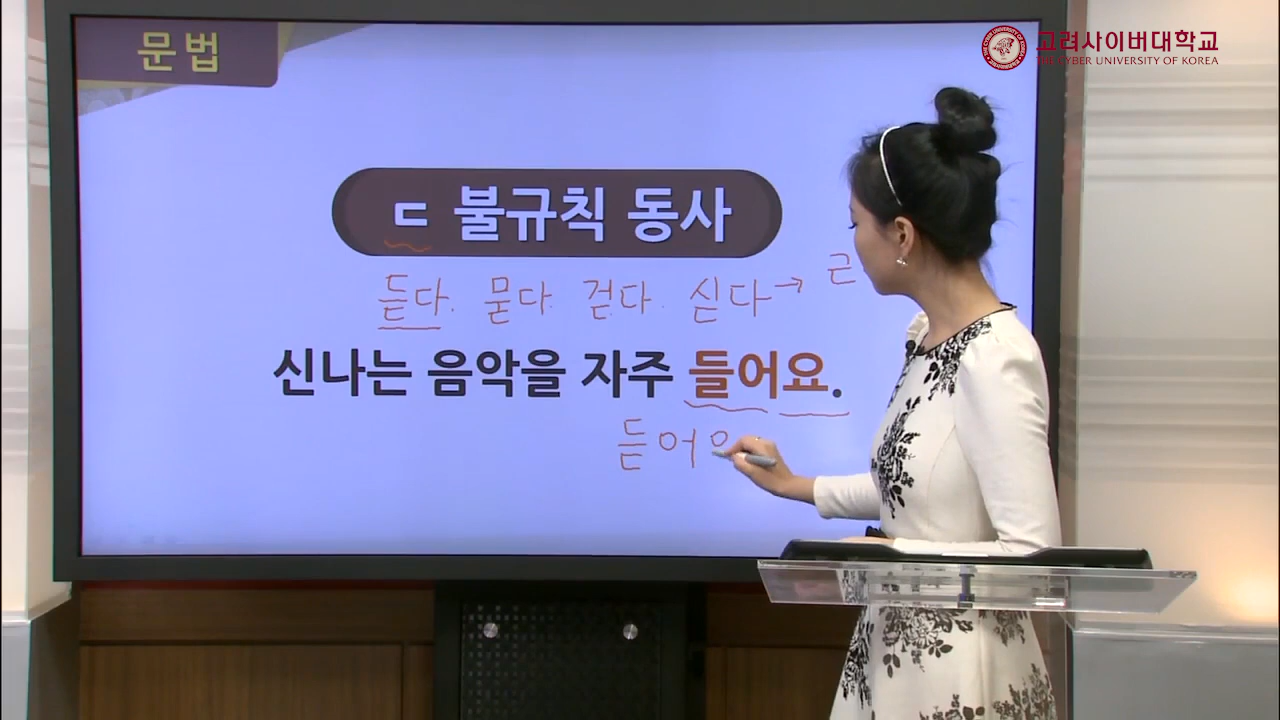 문법
고려사이버대학교
THE CYBER UNIVERSITY OF KOREA
ㄷ 불규칙 동사
듣다. 묻다. 걷다. 싣다 → ㄹ
신나는 음악을 자주 들어요.
듣어요